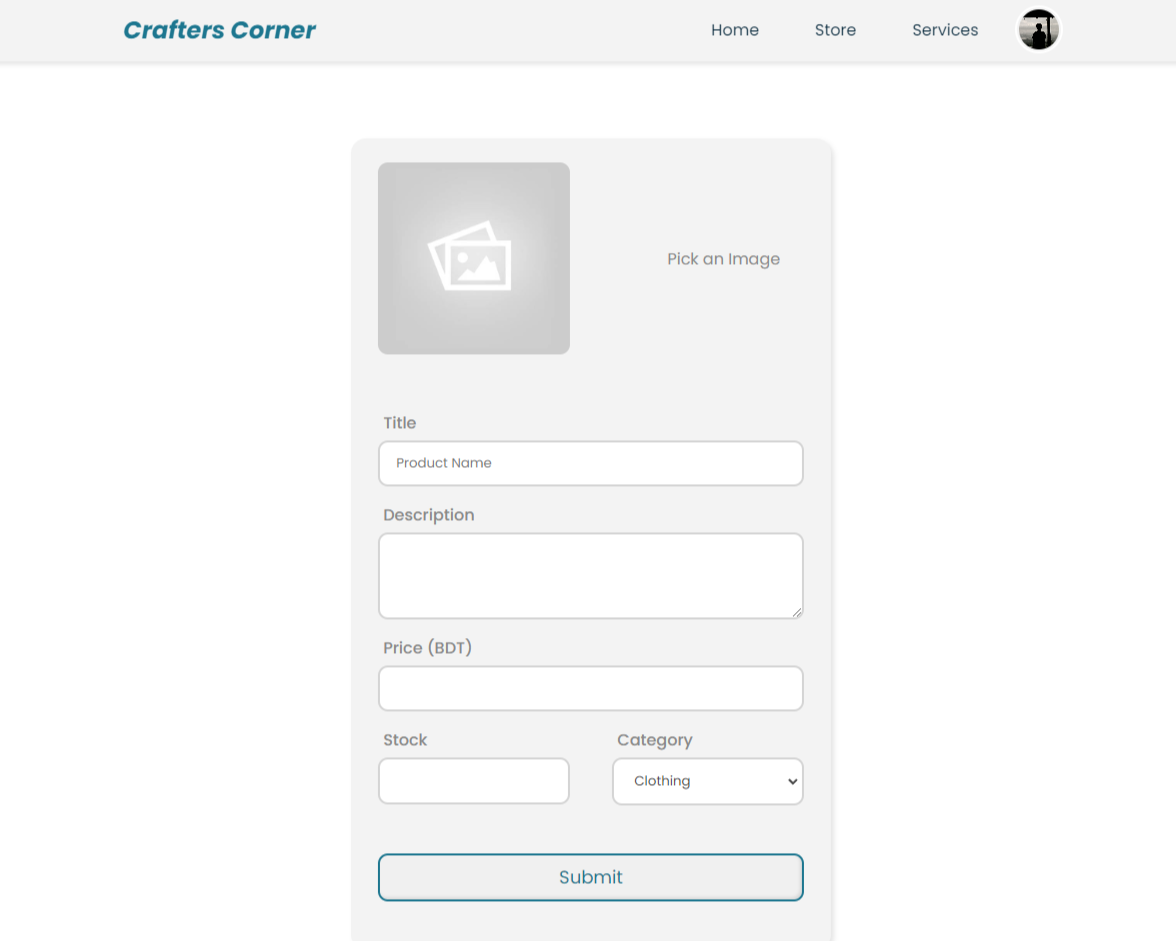 Crafters Corner
Home Store Services
Pick an Image
Title
Product Name
Description
Price (BDT)
Stock Category
Clothing
Submit